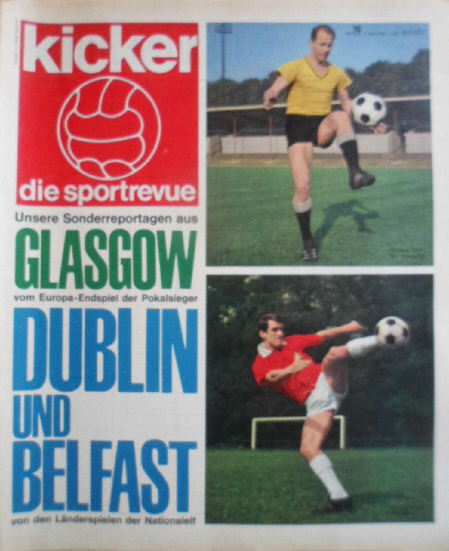 kicker
die sportrevue
Unsere Sonderreportagen aus
GLASGOW
vom Europa-Endspiel der Pokalsieger
DUBLIN
UND
BELFAST
von den Länderspielen der Nationalelf